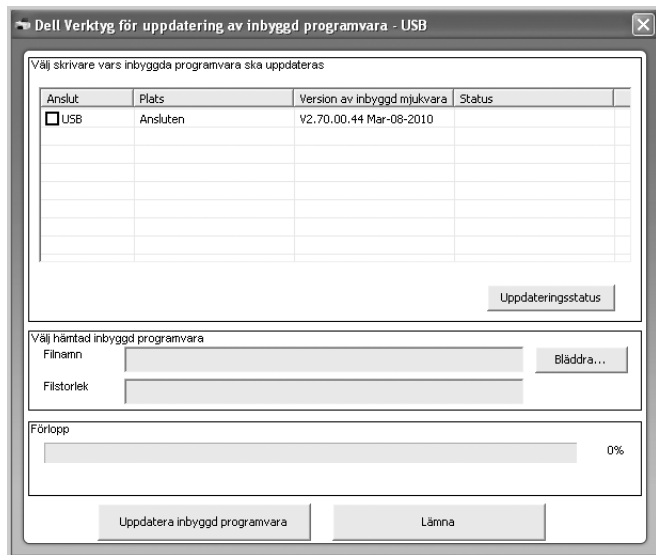 Dell Verktyg för uppdatering av inbyggd programvara - USB
Välj skrivare vars inbyggda programvara ska uppdateras
Anslut Plats Version av inbyggd mjukvara Status
USB Ansluten V2.70.00.44 Mar-08-2010
Uppdateringsstatus
Välj hämtad inbyggd programvara
Filnamn Bläddra...
Filstorlek
Förlopp
0%
Uppdatera inbyggd programvara Lämna